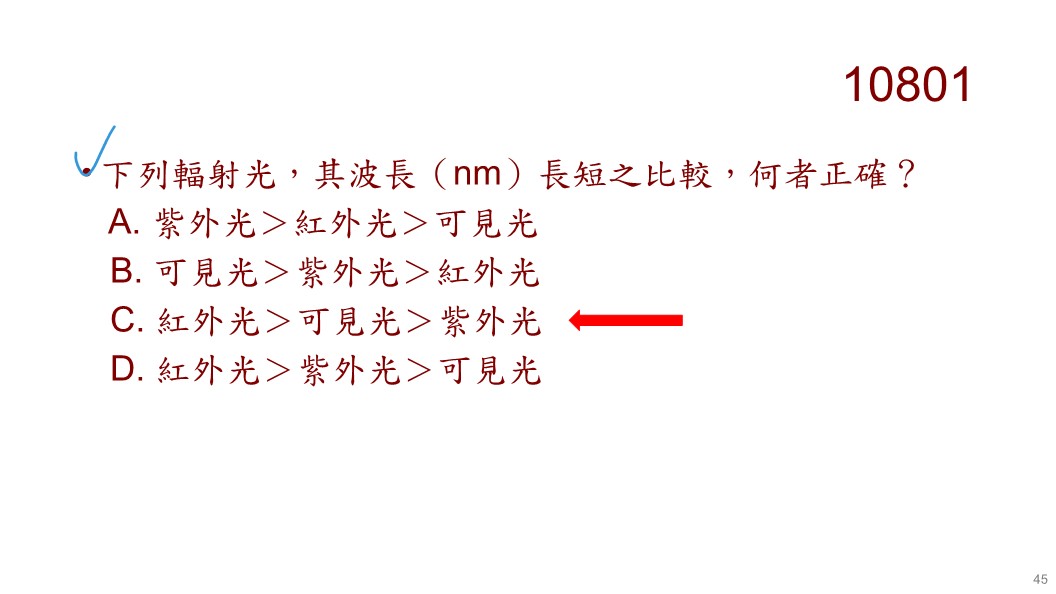 10801
• 下列輻射光，其波長（nm）長短之比較，何者正確？
A. 紫外光＞紅外光＞可見光
B. 可見光＞紫外光＞紅外光
C. 紅外光＞可見光＞紫外光
D. 紅外光＞紫外光＞可見光
45